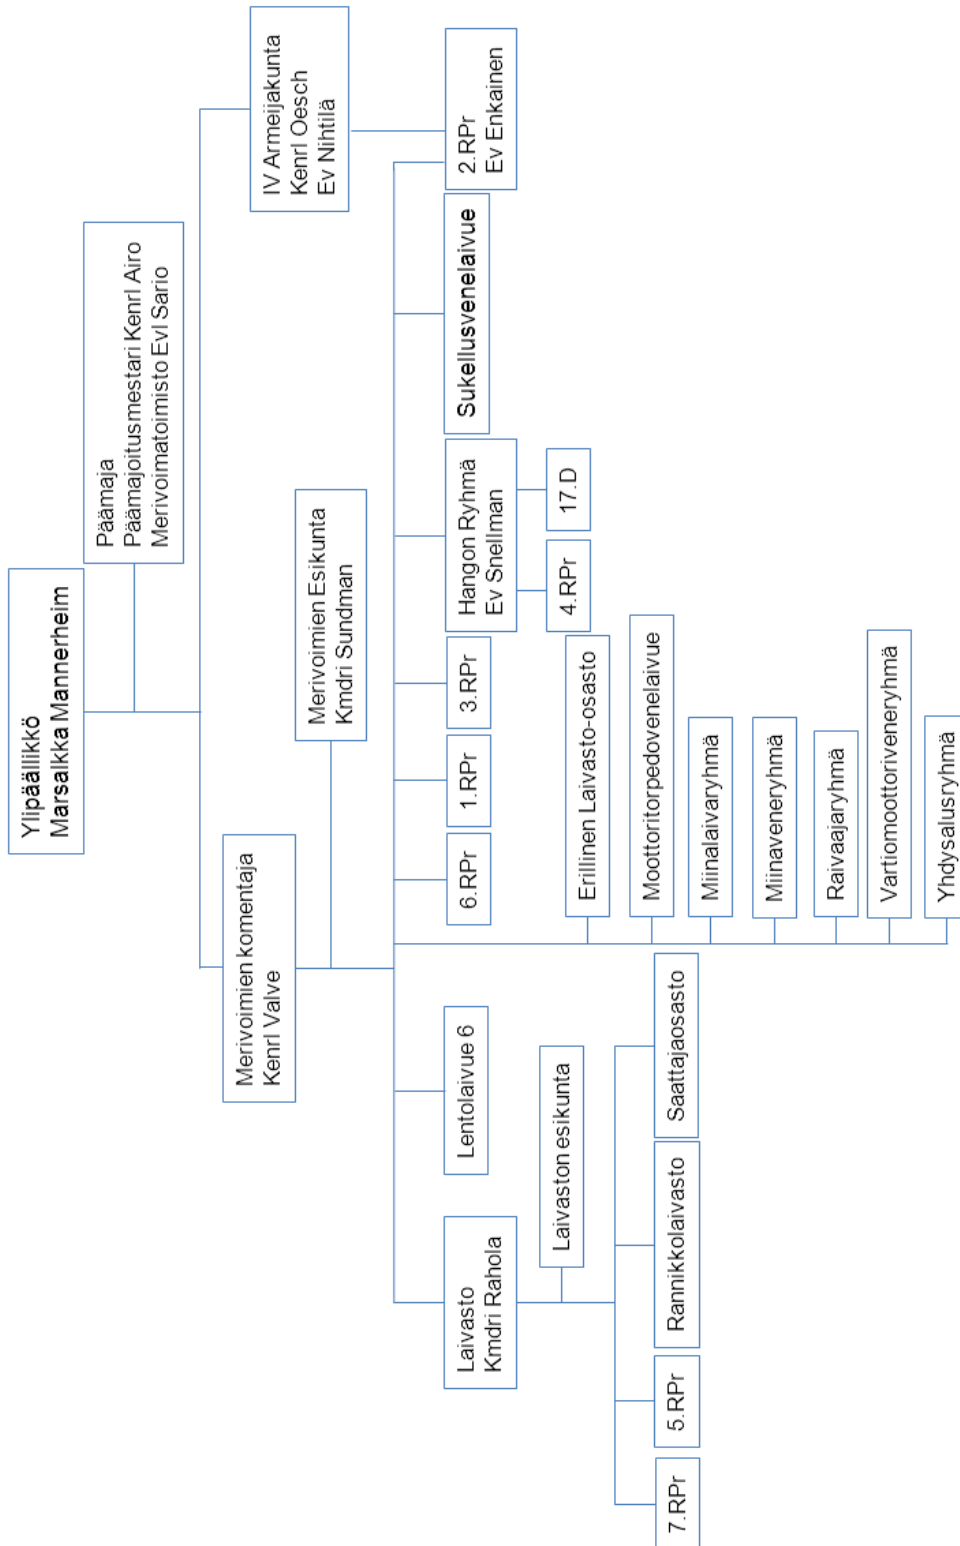 Ylipäällikkö
Marsalkka Mannerheim
Päämaja
Päämajoitusmestari Kenrl Airo
Merivoimatoimisto Evl Sario
Merivoimien komentaja
Kenrl Valve
IV Armeijakunta
Kenrl Oesch
Ev Nihtilä
Merivoimien Esikunta
Kmdri Sundman
Laivasto
Kmdri Rahola
Lentolaivue 6
6.RPr
1.RPr
3.RPr
Hangon Ryhmä
Ev Snellman
Sukellusvenelaivue
2.RPr
Ev Enkainen
Laivaston esikunta
4.RPr
17.D
7.RPr
5.RPr
Rannikkolaivasto
Saattajaosasto
Erillinen Laivasto-osasto
Moottoritorpedovenelaivue
Miinalaivaryhmä
Miinaveneryhmä
Raivaajaryhmä
Vartiomoottoriveneryhmä
Yhdysalusryhmä